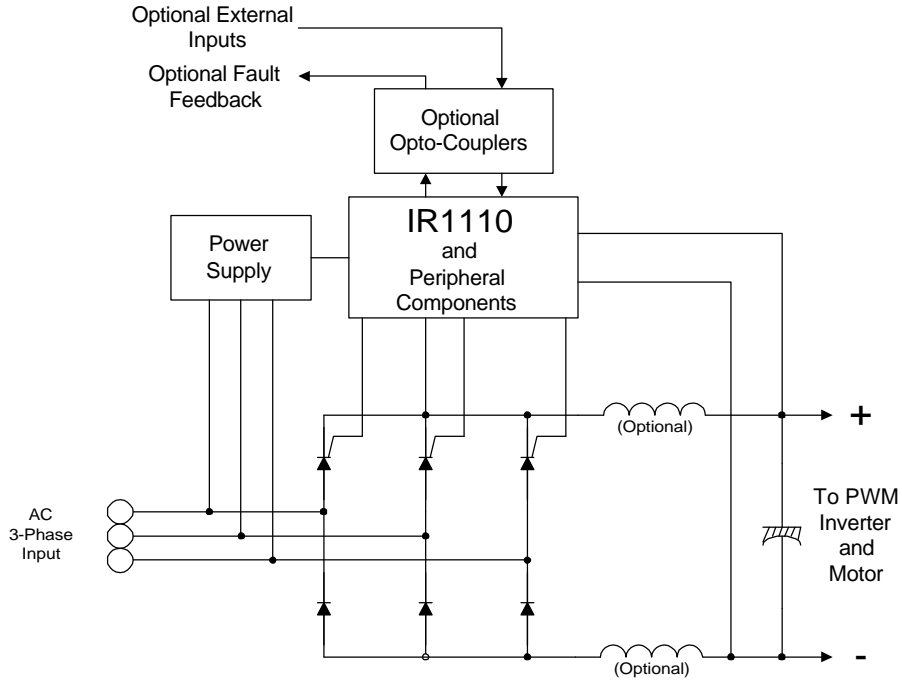 Optional External
Inputs
Optional Fault
Feedback
Optional
Opto-Couplers
IR1110
and
Peripheral
Components
Power
Supply
(Optional)
+
AC
3-Phase
Input
To PWM
Inverter
and
Motor
(Optional)
-